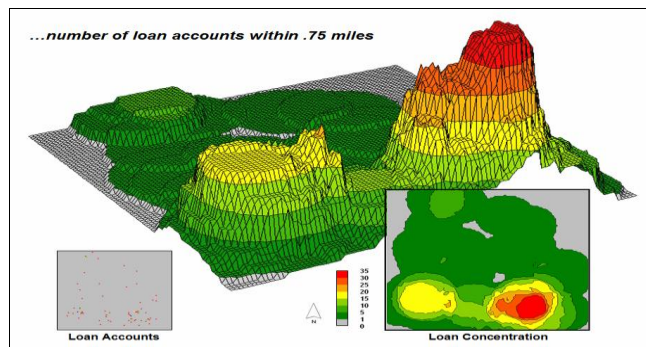 ...number of loan accounts within .75 miles
35
30
25
20
15
10
5
1
0
N
Loan Accounts
Loan Concentration